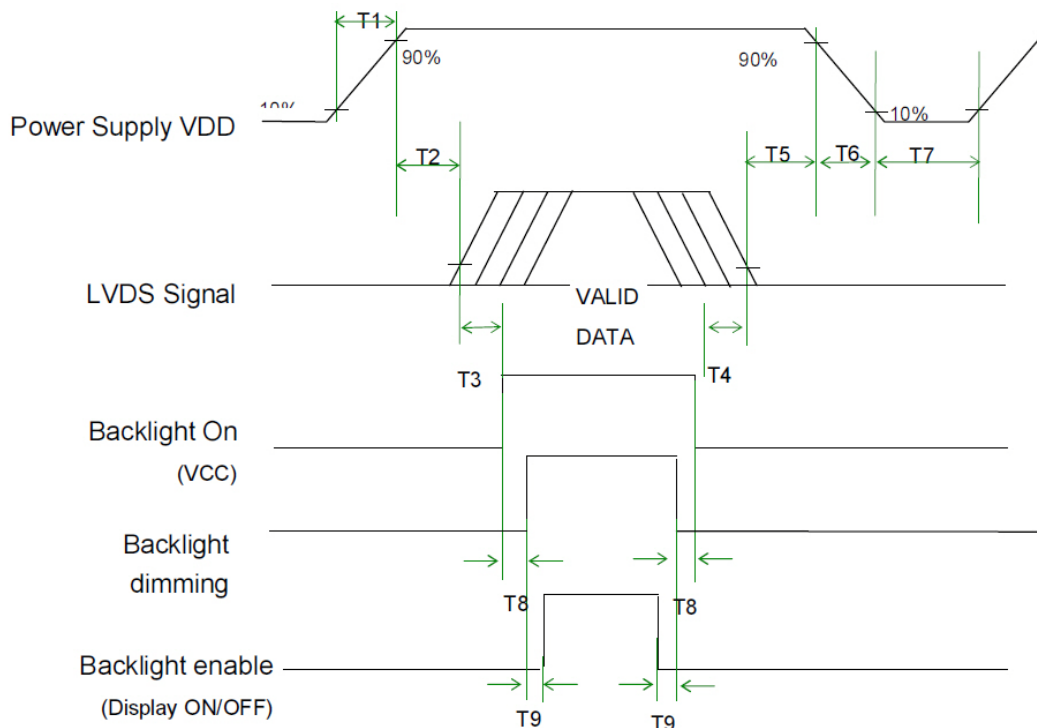 T1
90%
90%
10%
Power Supply VDD
T2
T5
T6
T7
LVDS Signal
VALID
DATA
T3
T4
Backlight On
(VCC)
Backlight
dimming
T8
T8
Backlight enable
(Display ON/OFF)
T9
T9